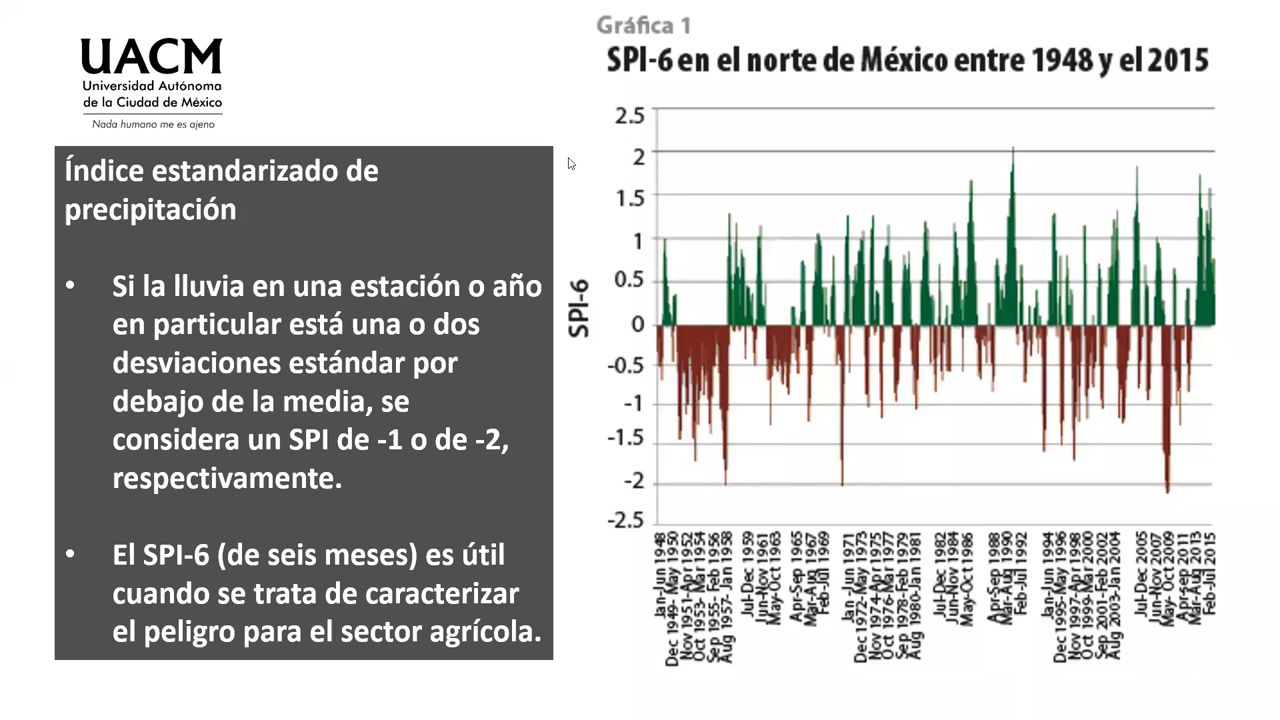 UACM
Universidad Autónoma
de la Ciudad de México
Nada humano me es ajeno
Índice estandarizado de
precipitación
• Si la lluvia en una estación o año
en particular está una o dos
desviaciones estándar por
debajo de la media, se
considera un SPI de -1 o de -2,
respectivamente.
• El SPI-6 (de seis meses) es útil
cuando se trata de caracterizar
el peligro para el sector agrícola.
Gráfica 1
SPI-6 en el norte de México entre 1948 y el 2015
SPI-6
2.5
2
1.5
1
0.5
0
-0.5
-1
-1.5
-2
-2.5
Jan-Jun 1948
Dec 1949- May 1950
Nov 1951-Apr 1952
Oct 1953- Mar 1954
Sep 1955- Feb 1956
Aug 1957- Jan 1958
Jul-Dec 1959
Jun-Nov 1961
May-Oct 1963
Apr-Sep 1965
Mar-Aug 1967
Feb-Jul 1969
Jan -Jun 1971
Dec 1972-May 1973
Nov 1974-Apr 1975
Oct 1976-Mar 1977
Sep 1978-Feb 1979
Aug 1980-Jan 1981
Jul-Dec 1982
Jun-Nov 1984
May-Oct 1986
Apr-Sep 1988
Mar-Aug 1990
Feb-Jul 1992
Jan-Jun 1994
Dec 1995-May 1996
Nov 1997-Apr 1998
Oct 1999-Mar 2000
Sep 2001-Feb 2002
Aug 2003-Jan 2004
Jul-Dec 2005
Jun-Nov 2007
May- Oct 2009
Apr-sep 2011
Mar-Aug 2013
Feb-Jul 2015